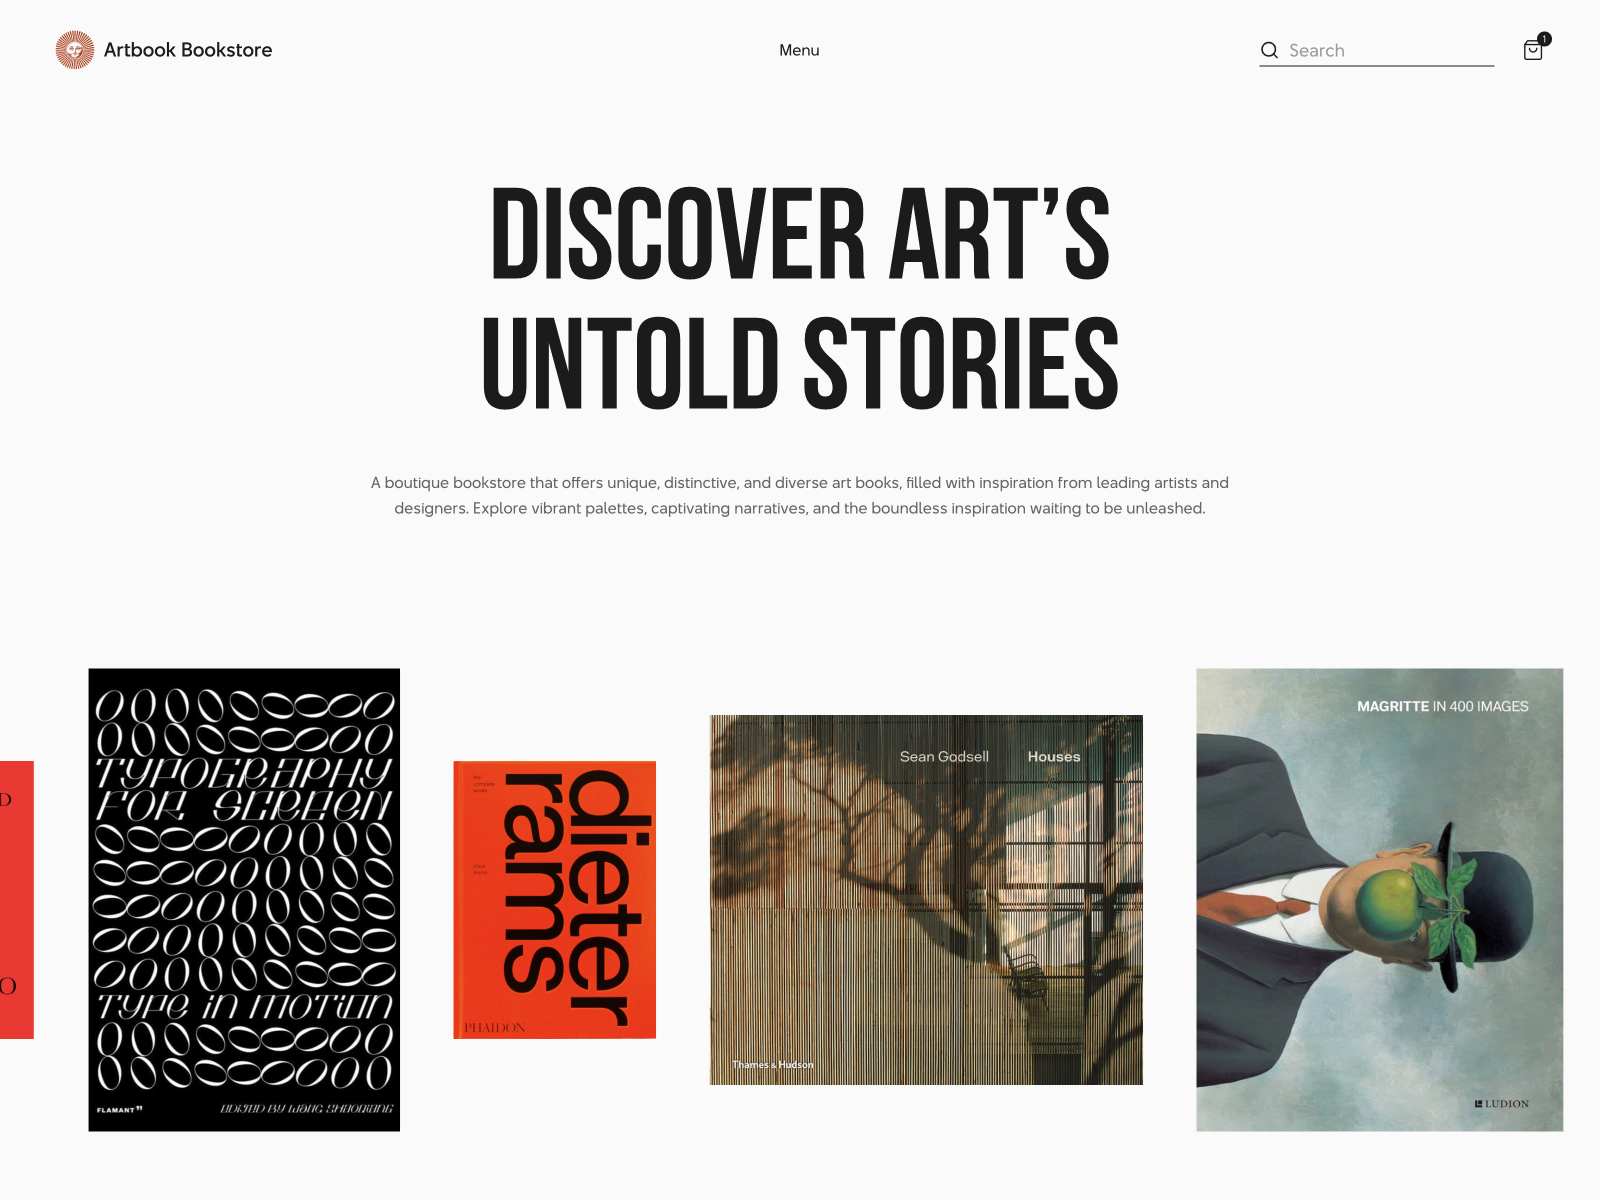 Artbook Bookstore
Menu
Search
1
DISCOVER ART’S
UNTOLD STORIES
A boutique bookstore that offers unique, distinctive, and diverse art books, filled with inspiration from leading artists and
designers. Explore vibrant palettes, captivating narratives, and the boundless inspiration waiting to be unleashed.
D
O
TYPOGRAPHY
FOR SCREEN
TYPE IN MOTION
FLAMANT
EDITED BY WANG SHAOQIANG
the
complete
works
dieter
rams
PHAIDON
Sean Godsell Houses
Thames & Hudson
MAGRITTE IN 400 IMAGES
LUDION